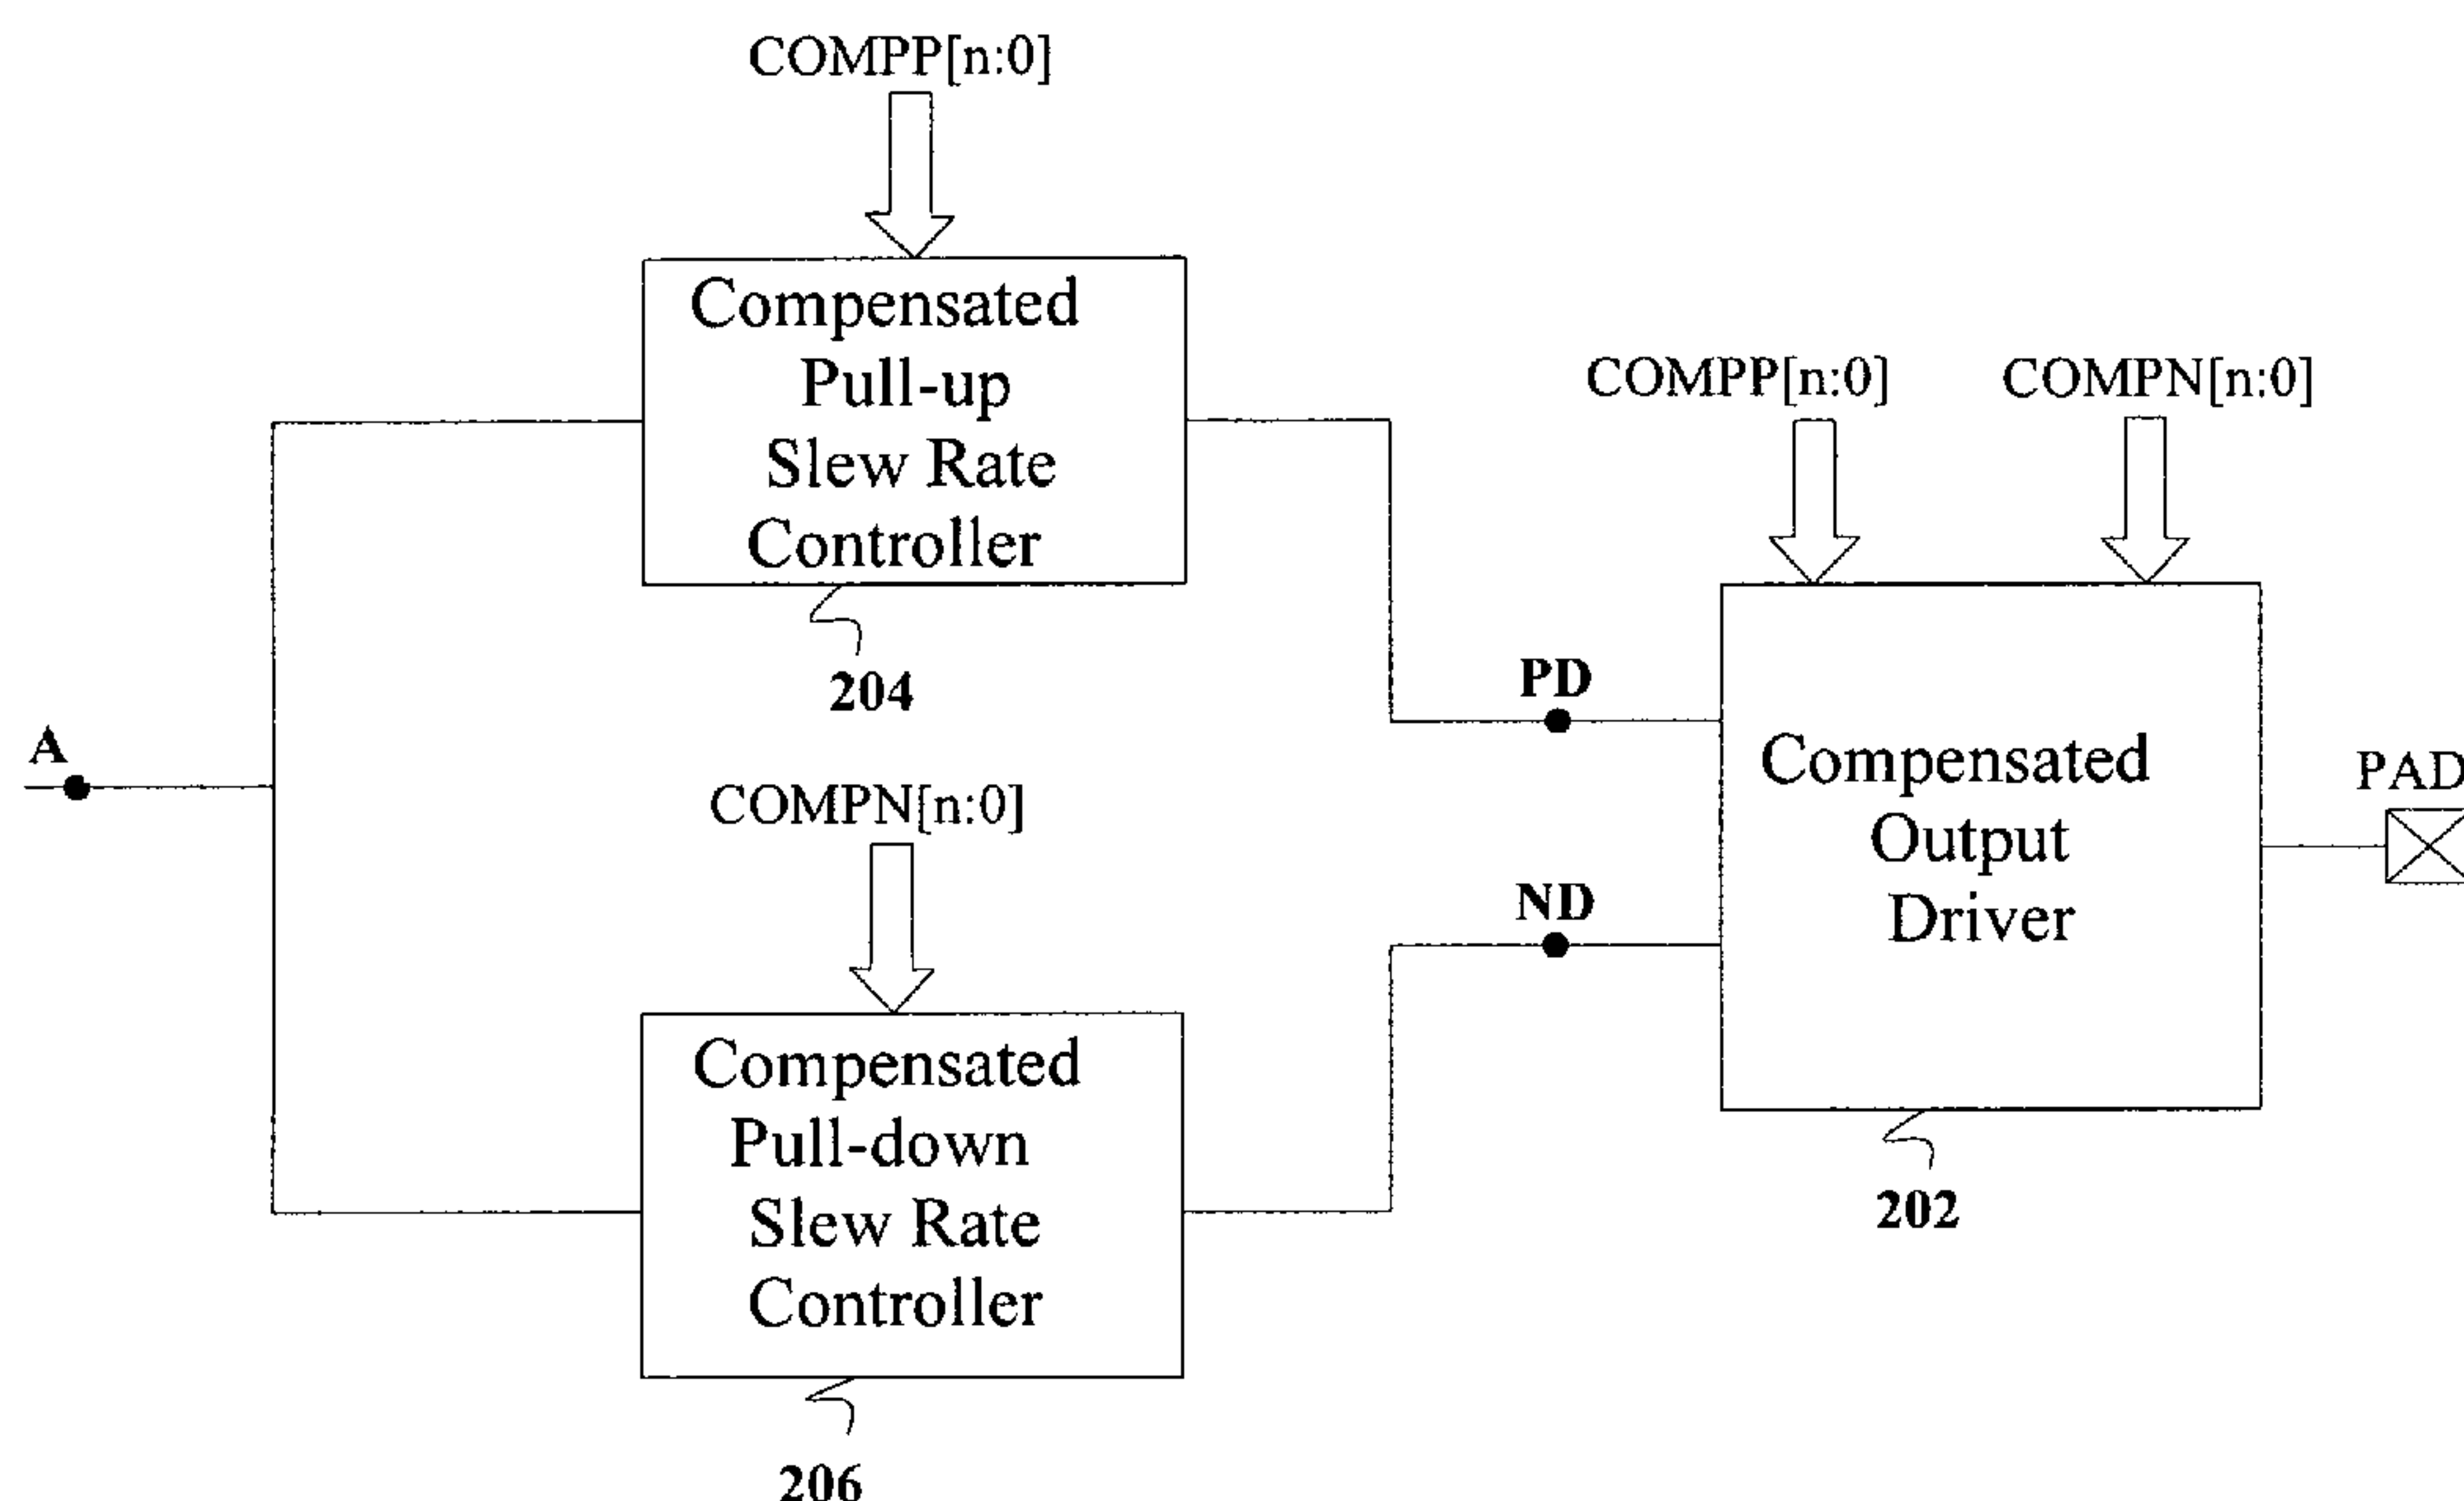 COMPP[n:0]
Compensated
Pull-up
Slew Rate
Controller
204
COMPP[n:0]
COMPN[n:0]
PD
A
COMPN[n:0]
Compensated
Output
Driver
PAD
ND
202
Compensated
Pull-down
Slew Rate
Controller
206